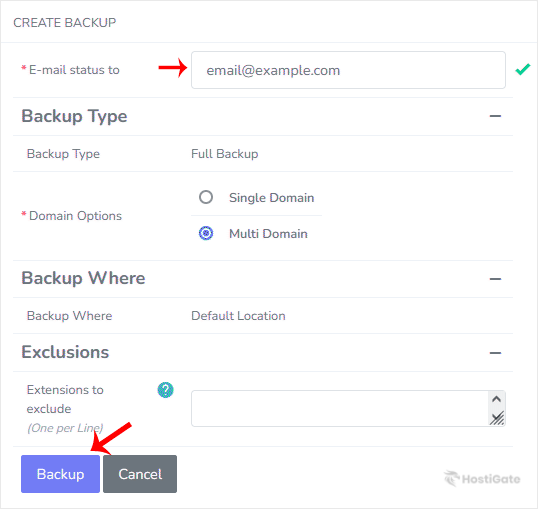 CREATE BACKUP
* E-mail status to email@example.com
Backup Type
Backup Type Full Backup
Single Domain
* Domain Options
Multi Domain
Backup Where
Backup Where Default Location
Exclusions
Extensions to
exclude ?
(One per Line)
Backup Cancel
HostiGate